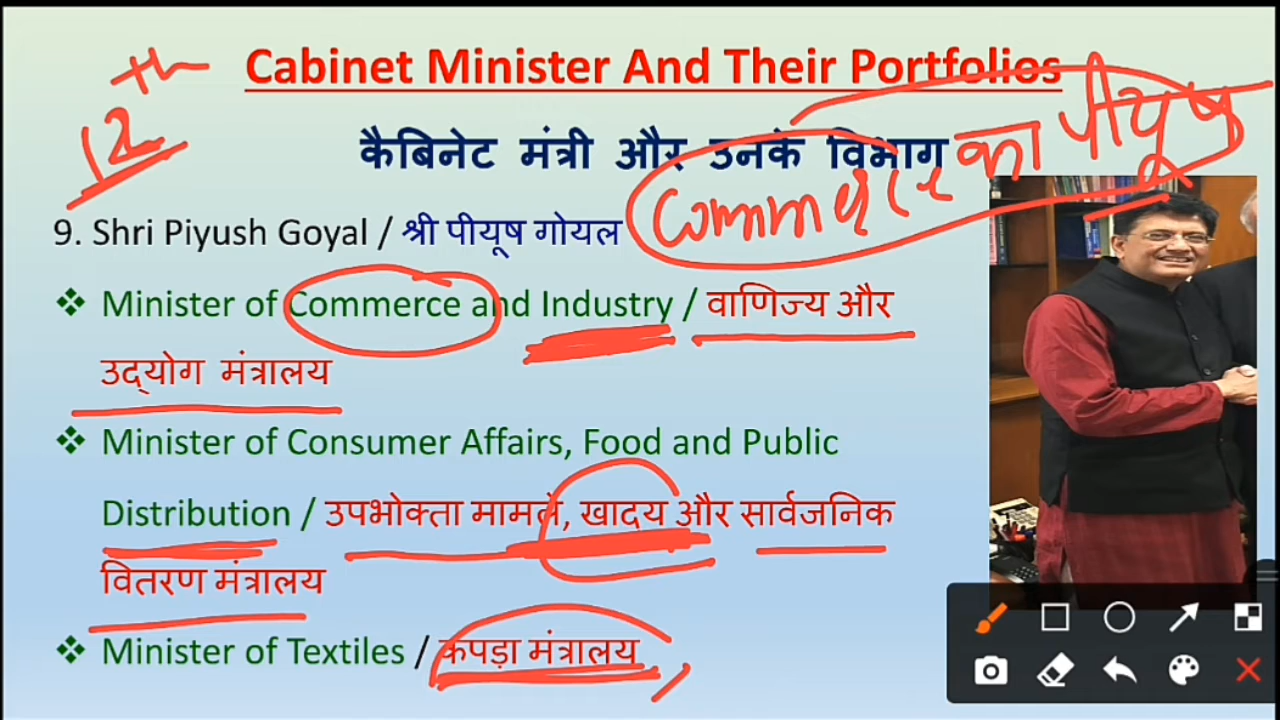 12th
Cabinet Minister And Their Portfolios
कैबिनेट मंत्री और उनके विभाग
Commerce का पीयूष
9. Shri Piyush Goyal / श्री पीयूष गोयल
❖ Minister of Commerce and Industry / वाणिज्य और
उद्योग मंत्रालय
❖ Minister of Consumer Affairs, Food and Public
Distribution / उपभोक्ता मामले, खाद्य और सार्वजनिक
वितरण मंत्रालय
❖ Minister of Textiles / कपड़ा मंत्रालय